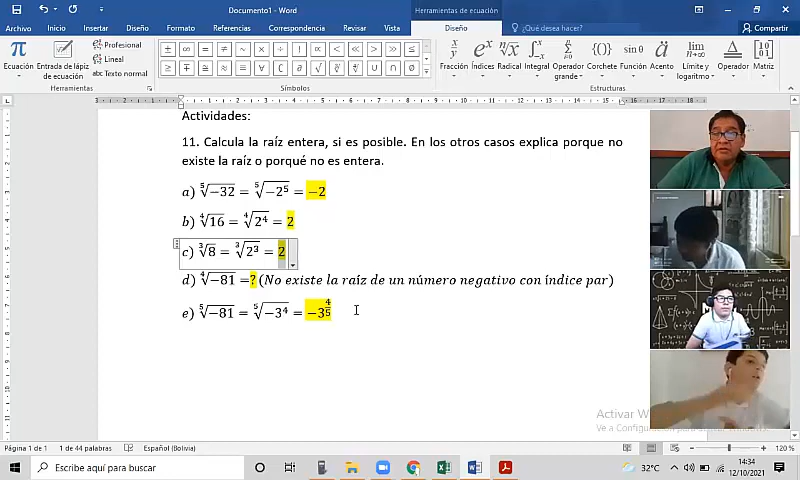 Documento1 - Word
Herramientas de ecuación
Archivo Inicio Insertar Dibujar Diseño Formato Referencias Correspondencia Revisar Vista Diseño ¿Qué desea hacer? Compartir
Ecuación Entrada de lápiz de ecuación Profesional Lineal Texto normal
± ∞ = ≠ ~ × ÷ ! ∝ < ≪ > ≫ ≤ ≥
∓ ≅ ≈ ≡ ∀ ∁ ∂ √ ∛ ∜ ∪ ∩ ∅
Fracción Índices Radical Integral Operador grande Corchete Función Acento Límite y logaritmo Operador Matriz
Herramientas Símbolos Estructuras
Actividades:
11. Calcula la raíz entera, si es posible. En los otros casos explica porque no
existe la raíz o porqué no es entera.
a) ⁵√−32 = ⁵√−2⁵ = −2
b) ⁴√16 = ⁴√2⁴ = 2
c) ³√8 = ³√2³ = 2
d) ⁴√−81 =? (No existe la raíz de un número negativo con índice par)
e) ⁵√−81 = ⁵√−3⁴ = −3^(4/5)
Activar W
Ve a Config
Página 1 de 1 1 de 44 palabras Español (Bolivia) 120 %
Escribe aquí para buscar 32°C ESP 14:34
12/10/2021